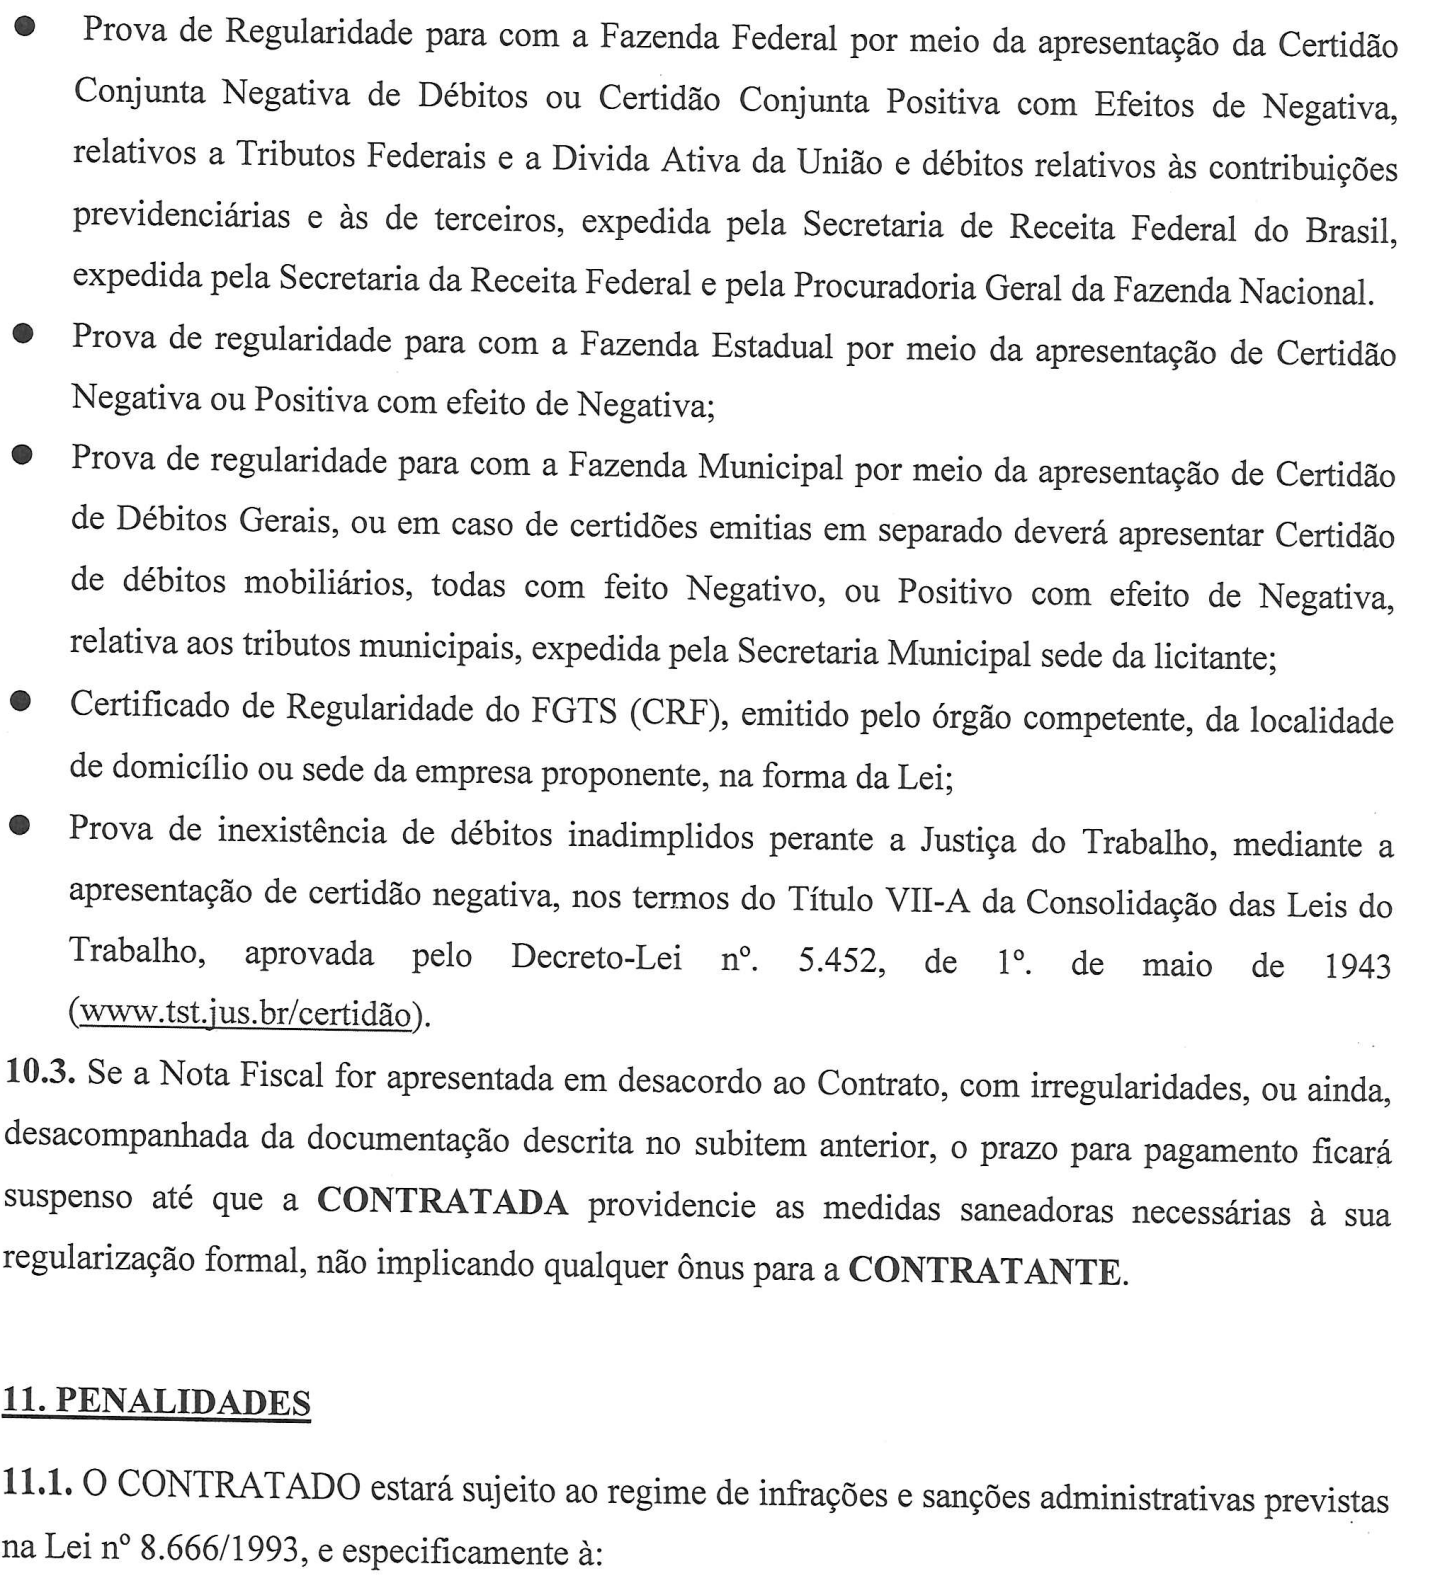 ● Prova de Regularidade para com a Fazenda Federal por meio da apresentação da Certidão
Conjunta Negativa de Débitos ou Certidão Conjunta Positiva com Efeitos de Negativa,
relativos a Tributos Federais e a Divida Ativa da União e débitos relativos às contribuições
previdenciárias e às de terceiros, expedida pela Secretaria de Receita Federal do Brasil,
expedida pela Secretaria da Receita Federal e pela Procuradoria Geral da Fazenda Nacional.
● Prova de regularidade para com a Fazenda Estadual por meio da apresentação de Certidão
Negativa ou Positiva com efeito de Negativa;
● Prova de regularidade para com a Fazenda Municipal por meio da apresentação de Certidão
de Débitos Gerais, ou em caso de certidões emitias em separado deverá apresentar Certidão
de débitos mobiliários, todas com feito Negativo, ou Positivo com efeito de Negativa,
relativa aos tributos municipais, expedida pela Secretaria Municipal sede da licitante;
● Certificado de Regularidade do FGTS (CRF), emitido pelo órgão competente, da localidade
de domicílio ou sede da empresa proponente, na forma da Lei;
● Prova de inexistência de débitos inadimplidos perante a Justiça do Trabalho, mediante a
apresentação de certidão negativa, nos termos do Título VII-A da Consolidação das Leis do
Trabalho, aprovada pelo Decreto-Lei nº. 5.452, de 1º. de maio de 1943
(www.tst.jus.br/certidão).
10.3. Se a Nota Fiscal for apresentada em desacordo ao Contrato, com irregularidades, ou ainda,
desacompanhada da documentação descrita no subitem anterior, o prazo para pagamento ficará
suspenso até que a CONTRATADA providencie as medidas saneadoras necessárias à sua
regularização formal, não implicando qualquer ônus para a CONTRATANTE.
11. PENALIDADES
11.1. O CONTRATADO estará sujeito ao regime de infrações e sanções administrativas previstas
na Lei nº 8.666/1993, e especificamente à: